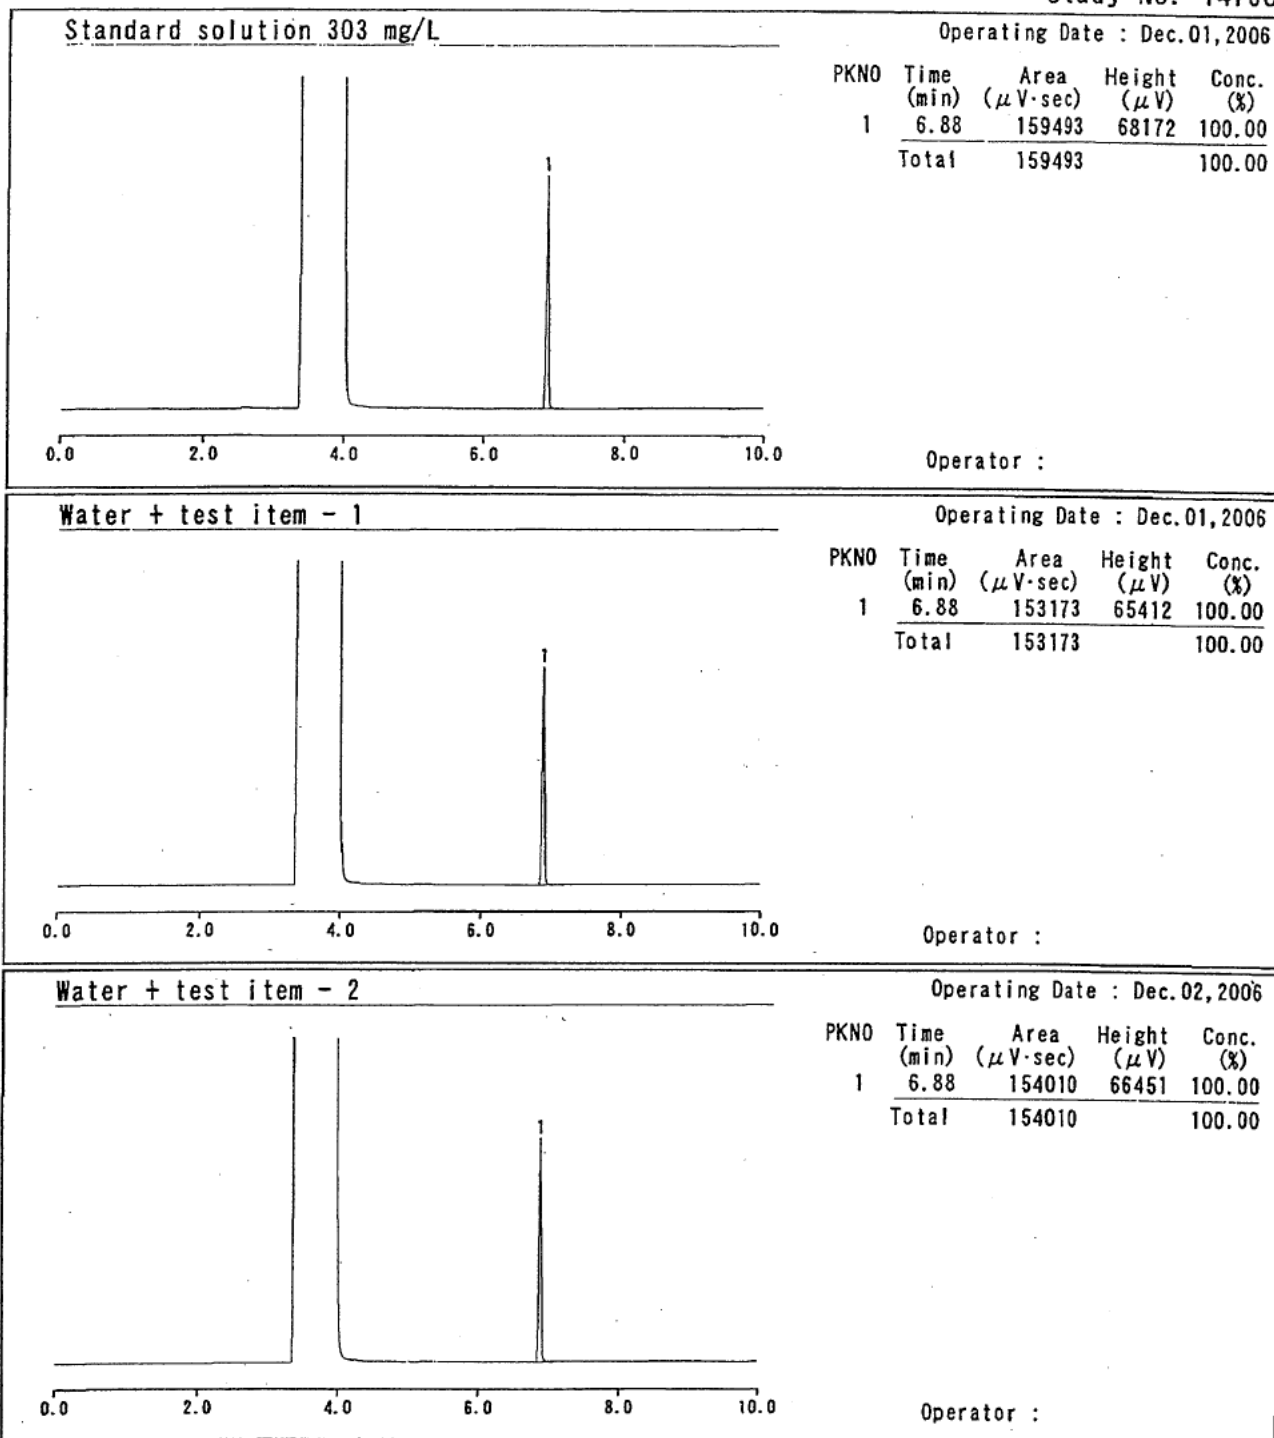 Standard solution 303 mg/L Operating Date : Dec.01,2006
PKNO Time Area Height Conc.
(min) (μV·sec) (μV) (%)
1 6.88 159493 68172 100.00
Total 159493 100.00
1
0.0 2.0 4.0 6.0 8.0 10.0
Operator :
Water + test item - 1 Operating Date : Dec.01,2006
PKNO Time Area Height Conc.
(min) (μV·sec) (μV) (%)
1 6.88 153173 65412 100.00
Total 153173 100.00
1
0.0 2.0 4.0 6.0 8.0 10.0
Operator :
Water + test item - 2 Operating Date : Dec.02,2006
PKNO Time Area Height Conc.
(min) (μV·sec) (μV) (%)
1 6.88 154010 66451 100.00
Total 154010 100.00
1
0.0 2.0 4.0 6.0 8.0 10.0
Operator :